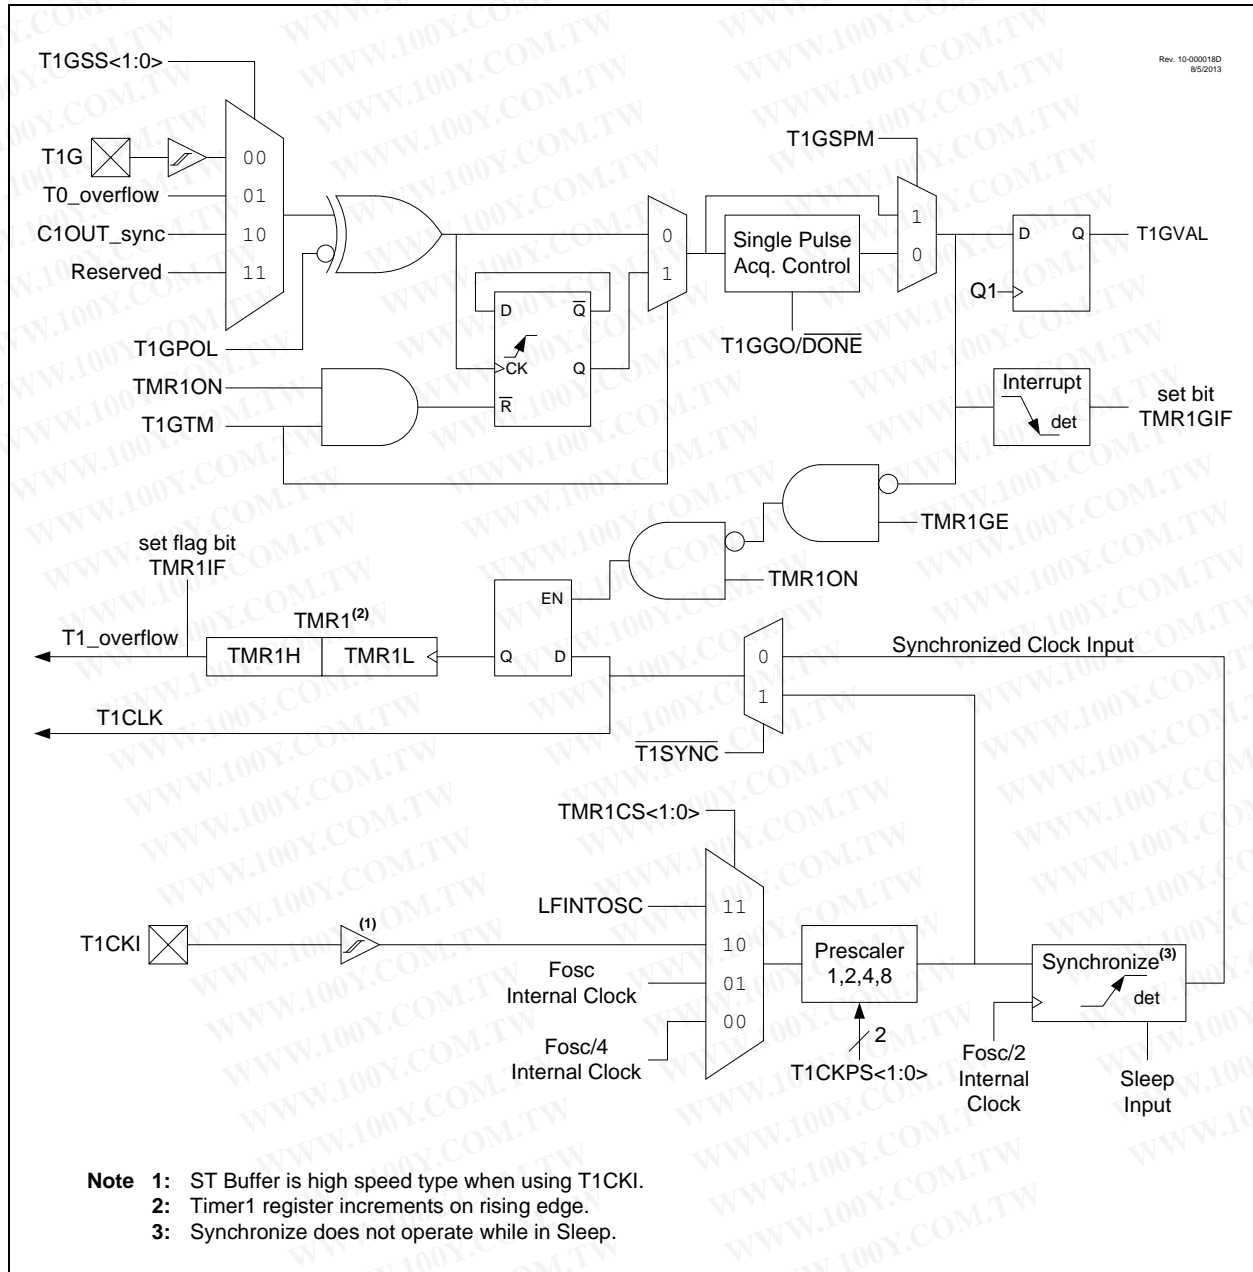 Rev. 10-000018D
8/5/2013
T1GSS<1:0>
T1G
T0_overflow
C1OUT_sync
Reserved
00
01
10
11
T1GPOL
TMR1ON
T1GTM
D
Q
CK
Q
R
0
1
Single Pulse
Acq. Control
T1GGO/DONE
T1GSPM
1
0
D
Q
Q1
T1GVAL
Interrupt
det
set bit
TMR1GIF
TMR1GE
TMR1ON
set flag bit
TMR1IF
T1_overflow
TMR1(2)
TMR1H
TMR1L
EN
Q
D
T1CLK
0
1
Synchronized Clock Input
T1SYNC
TMR1CS<1:0>
LFINTOSC
T1CKI
(1)
Fosc
Internal Clock
Fosc/4
Internal Clock
11
10
01
00
Prescaler
1,2,4,8
2
T1CKPS<1:0>
Synchronize(3)
det
Fosc/2
Internal
Clock
Sleep
Input
Note 1: ST Buffer is high speed type when using T1CKI.
2: Timer1 register increments on rising edge.
3: Synchronize does not operate while in Sleep.
WWW.100Y.COM.TW